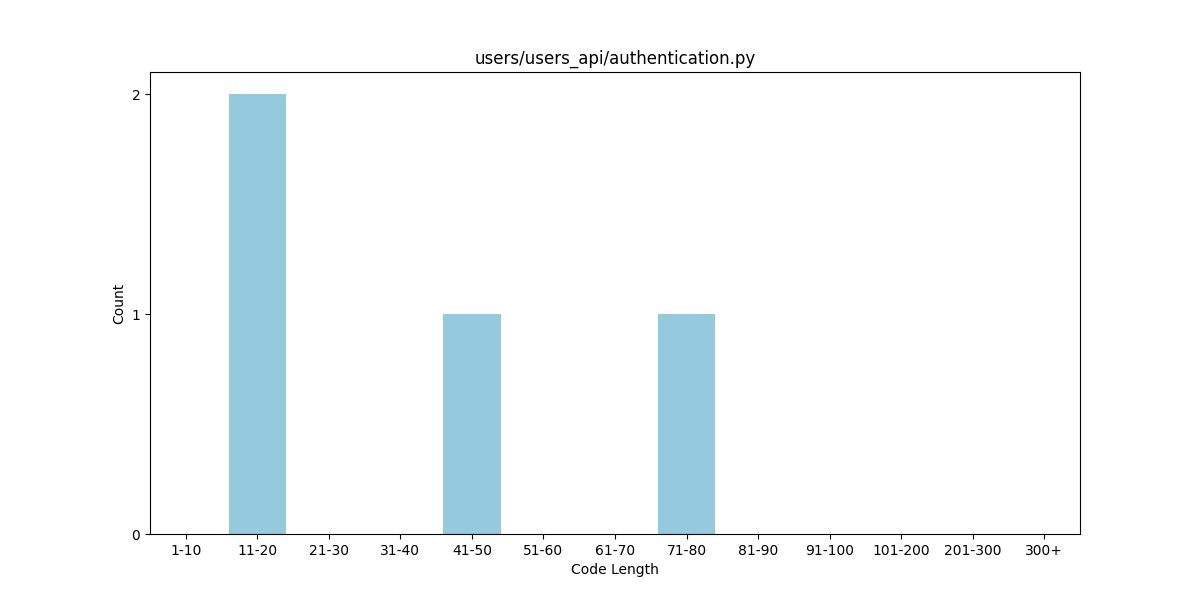 users/users_api/authentication.py
2
1
0
Count
1-10 11-20 21-30 31-40 41-50 51-60 61-70 71-80 81-90 91-100 101-200 201-300 300+
Code Length